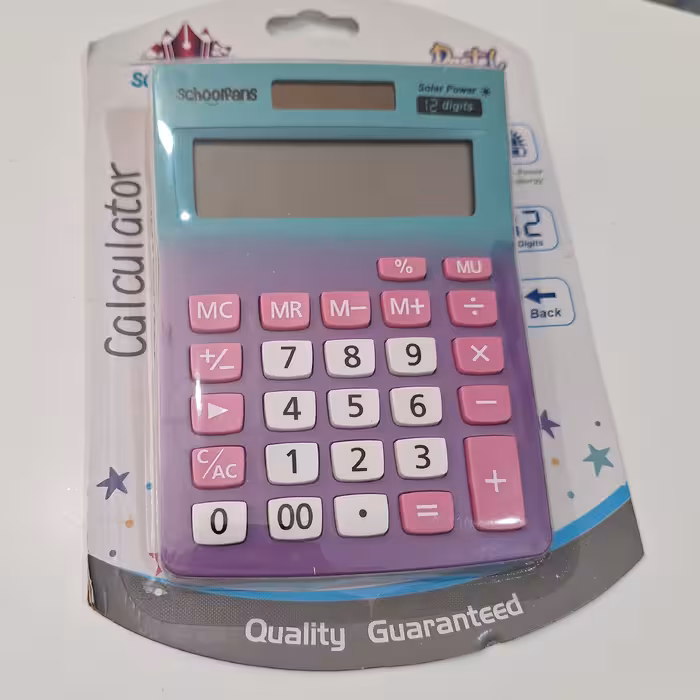 Calculator
schoolfans
Solar Power
12 digits
12
Digits
Back
% MU
MC MR M– M+ ÷
+/– 7 8 9 ×
▶ 4 5 6 –
C/AC 1 2 3 +
0 00 . =
Quality Guaranteed